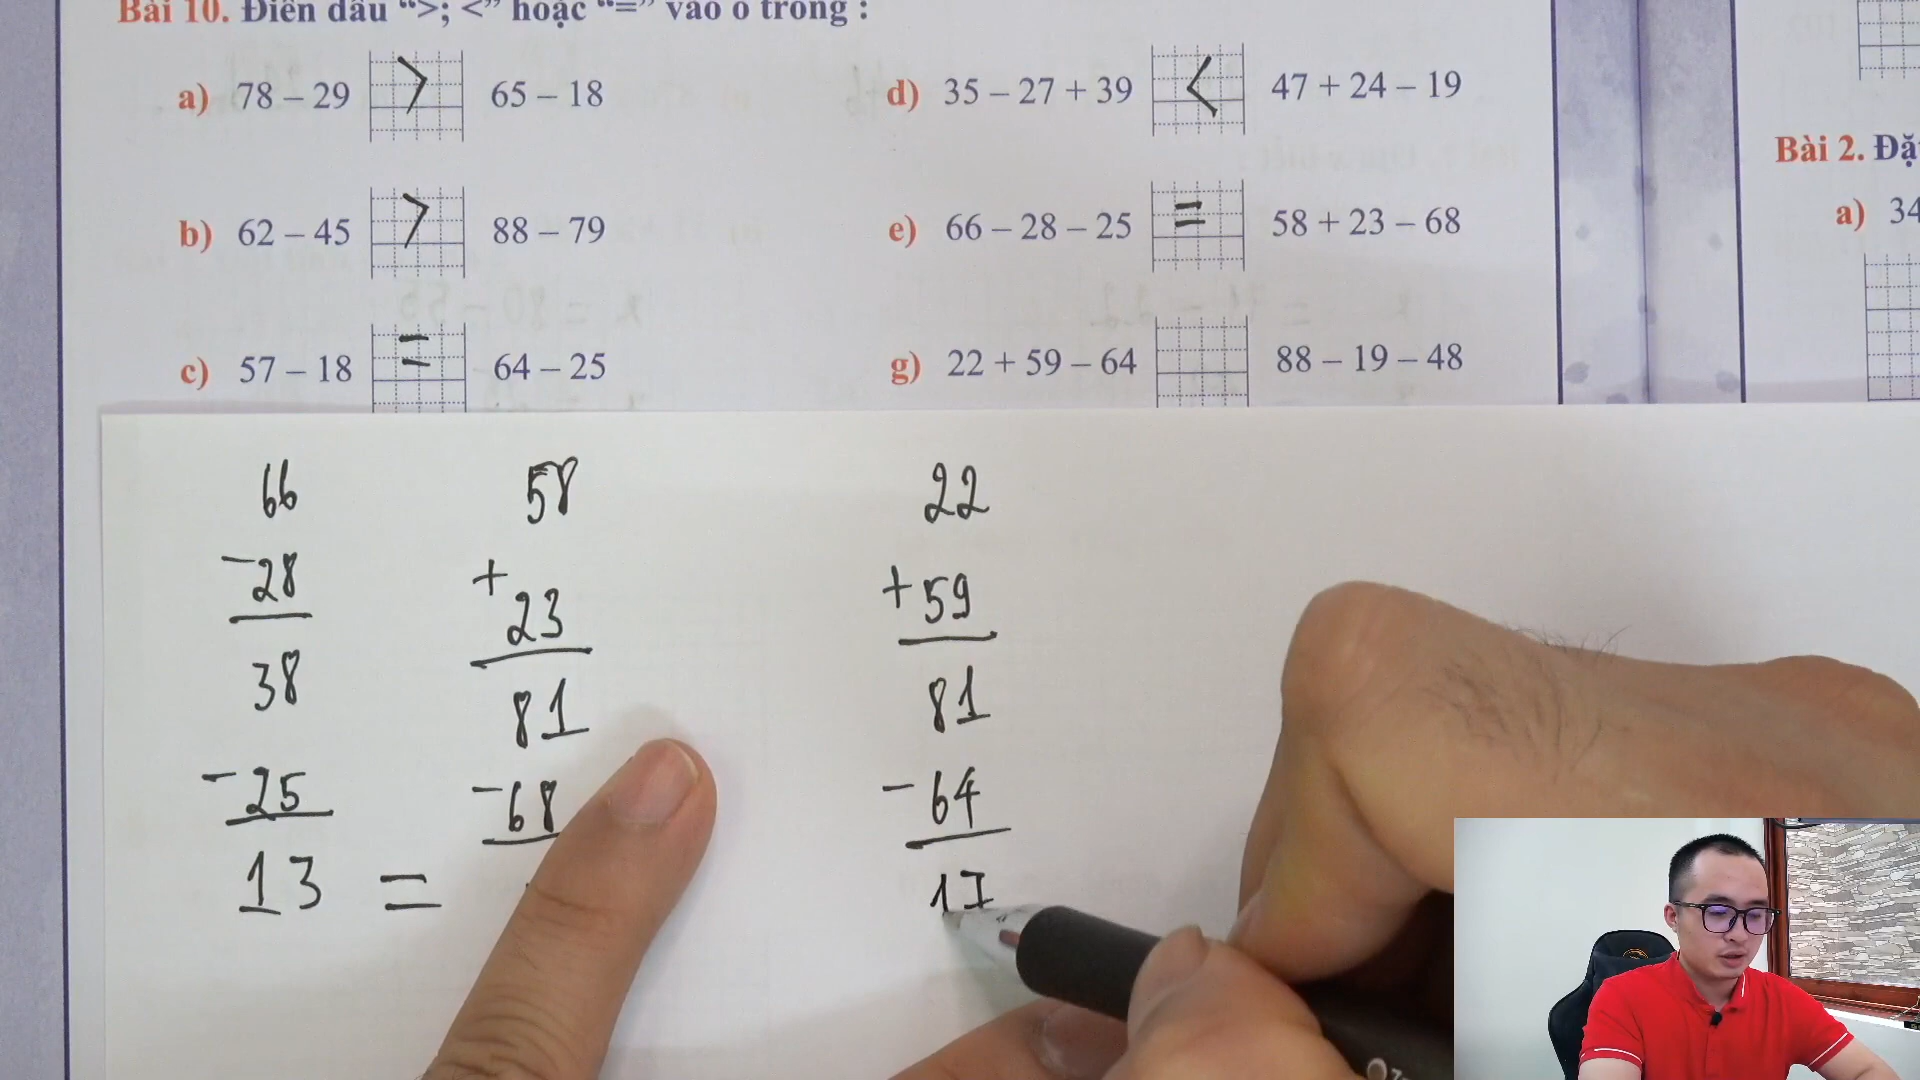 Bài 10. Điền dấu “>; <” hoặc “=” vào ô trống :
a) 78 – 29 > 65 – 18
b) 62 – 45 > 88 – 79
c) 57 – 18 = 64 – 25
d) 35 – 27 + 39 < 47 + 24 – 19
e) 66 – 28 – 25 = 58 + 23 – 68
g) 22 + 59 – 64 88 – 19 – 48
Bài 2. Đặ
a) 34
66
- 28
38
- 25
13 =
58
+ 23
81
- 68
22
+ 59
81
- 64
17